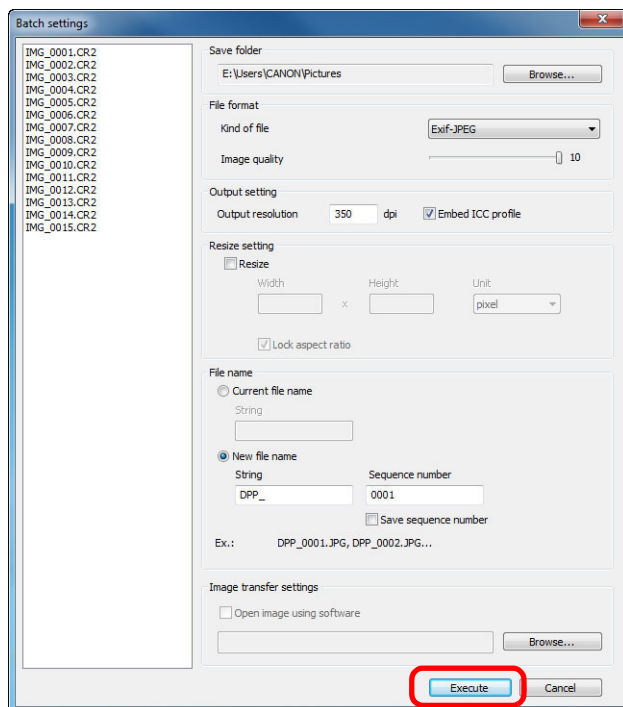 Batch settings
IMG_0001.CR2
IMG_0002.CR2
IMG_0003.CR2
IMG_0004.CR2
IMG_0005.CR2
IMG_0006.CR2
IMG_0007.CR2
IMG_0008.CR2
IMG_0009.CR2
IMG_0010.CR2
IMG_0011.CR2
IMG_0012.CR2
IMG_0013.CR2
IMG_0014.CR2
IMG_0015.CR2
Save folder
E:\Users\CANON\Pictures Browse...
File format
Kind of file Exif-JPEG
Image quality 10
Output setting
Output resolution 350 dpi Embed ICC profile
Resize setting
Resize
Width Height Unit
x pixel
Lock aspect ratio
File name
Current file name
String
New file name
String Sequence number
DPP_ 0001
Save sequence number
Ex.: DPP_0001.JPG, DPP_0002.JPG...
Image transfer settings
Open image using software
Browse...
Execute Cancel